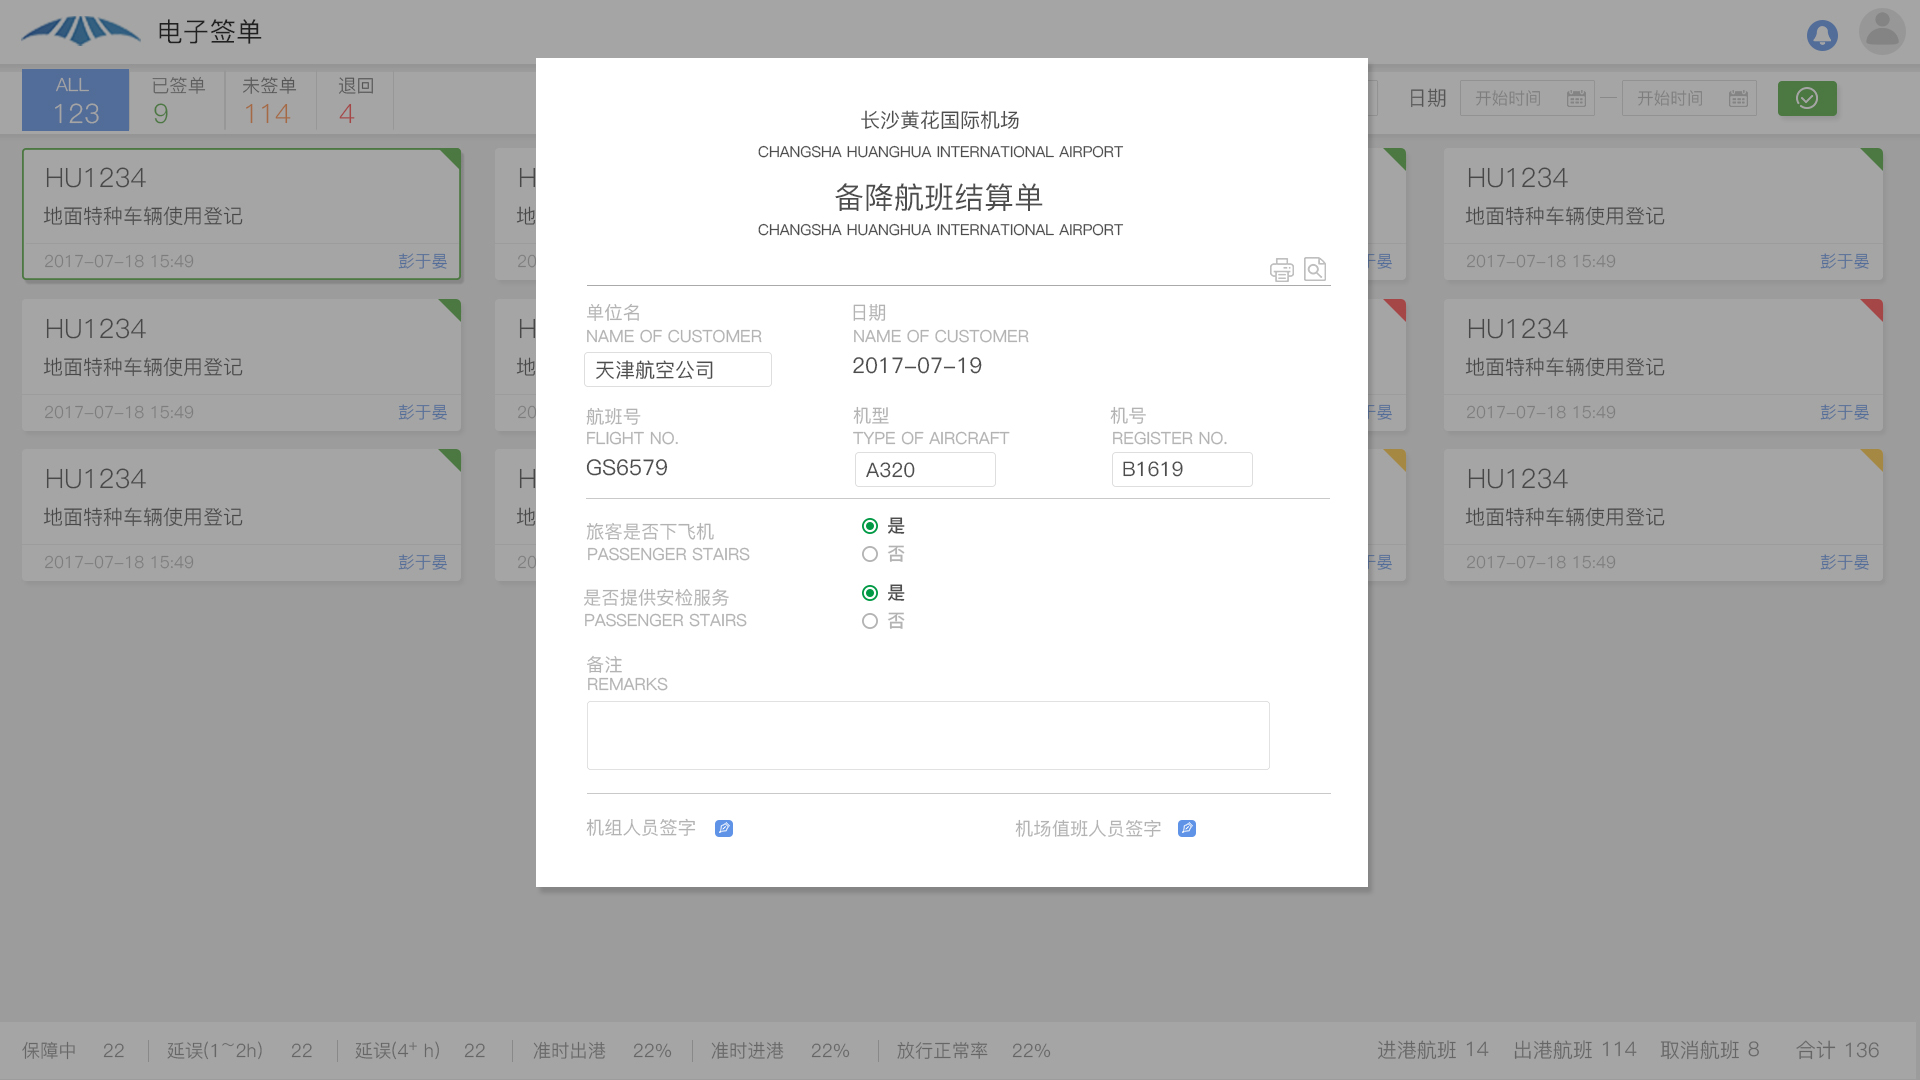 电子签单
ALL
123
已签单
9
未签单
114
退回
4
日期
开始时间
开始时间
HU1234
地面特种车辆使用登记
2017-07-18 15:49
彭于晏
HU1234
地面特种车辆使用登记
2017-07-18 15:49
彭于晏
HU1234
地面特种车辆使用登记
2017-07-18 15:49
彭于晏
H
地
20
H
地
20
H
地
20
于晏
于晏
于晏
HU1234
地面特种车辆使用登记
2017-07-18 15:49
彭于晏
HU1234
地面特种车辆使用登记
2017-07-18 15:49
彭于晏
HU1234
地面特种车辆使用登记
2017-07-18 15:49
彭于晏
长沙黄花国际机场
CHANGSHA HUANGHUA INTERNATIONAL AIRPORT
备降航班结算单
CHANGSHA HUANGHUA INTERNATIONAL AIRPORT
单位名
NAME OF CUSTOMER
天津航空公司
日期
NAME OF CUSTOMER
2017-07-19
航班号
FLIGHT NO.
GS6579
机型
TYPE OF AIRCRAFT
A320
机号
REGISTER NO.
B1619
旅客是否下飞机
PASSENGER STAIRS
是
否
是否提供安检服务
PASSENGER STAIRS
是
否
备注
REMARKS
机组人员签字
机场值班人员签字
保障中 22
延误(1~2h) 22
延误(4+ h) 22
准时出港 22%
准时进港 22%
放行正常率 22%
进港航班 14
出港航班 114
取消航班 8
合计 136